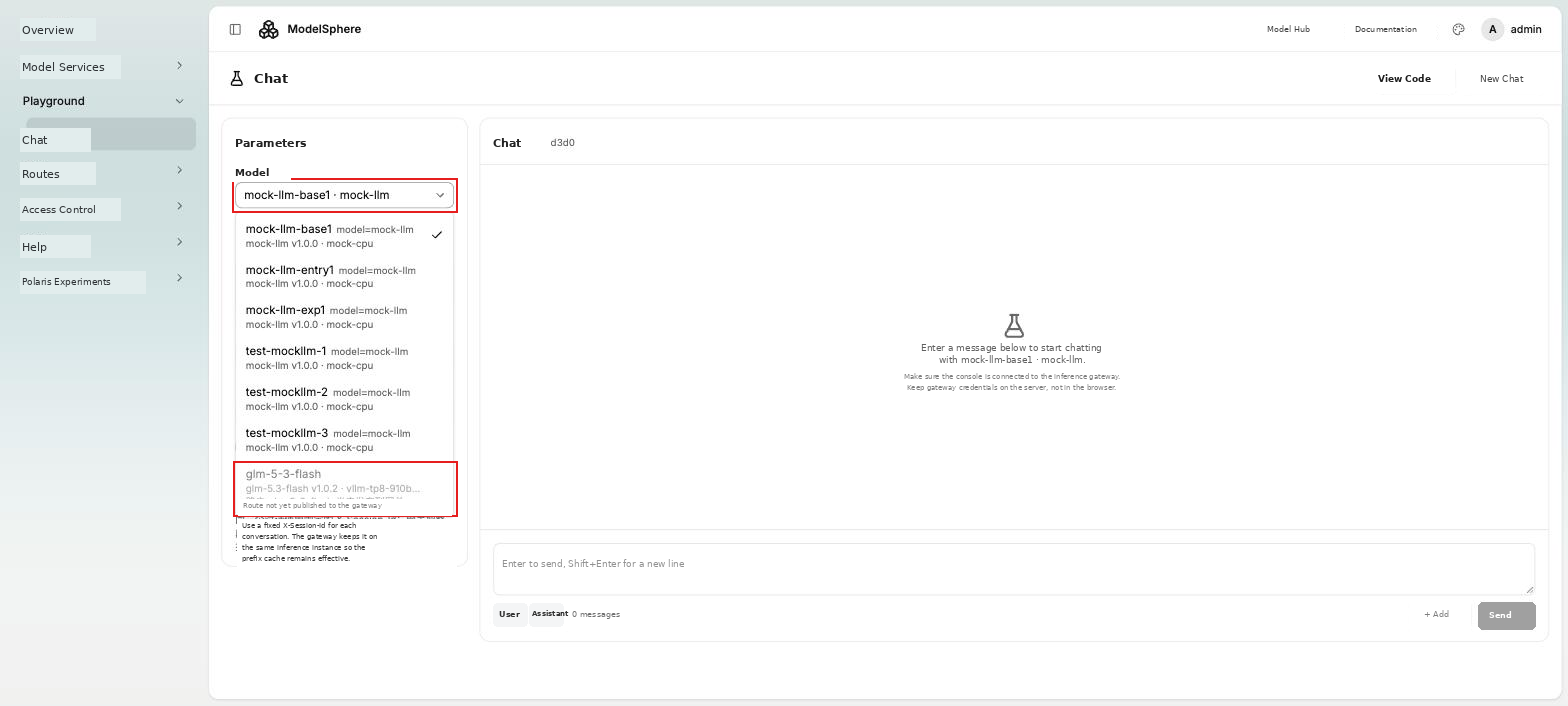 Overview
Model Services
Playground
Chat
Routes
Access Control
Help
Polaris Experiments
ModelSphere
Model Hub
Documentation
A
admin
Chat
View Code
New Chat
Parameters
Model
mock-llm-base1 · mock-llm
mock-llm-base1 model=mock-llm
mock-llm v1.0.0 · mock-cpu
mock-llm-entry1 model=mock-llm
mock-llm v1.0.0 · mock-cpu
mock-llm-exp1 model=mock-llm
mock-llm v1.0.0 · mock-cpu
test-mockllm-1 model=mock-llm
mock-llm v1.0.0 · mock-cpu
test-mockllm-2 model=mock-llm
mock-llm v1.0.0 · mock-cpu
test-mockllm-3 model=mock-llm
mock-llm v1.0.0 · mock-cpu
glm-5-3-flash
glm-5.3-flash v1.0.2 · vllm-tp8-910b...
Route not yet published to the gateway
Use a fixed X-Session-Id for each
conversation. The gateway keeps it on
the same inference instance so the
prefix cache remains effective.
Chat
d3d0
Enter a message below to start chatting
with mock-llm-base1 · mock-llm.
Make sure the console is connected to the inference gateway.
Keep gateway credentials on the server, not in the browser.
Enter to send, Shift+Enter for a new line
User
Assistant
0 messages
+ Add
Send